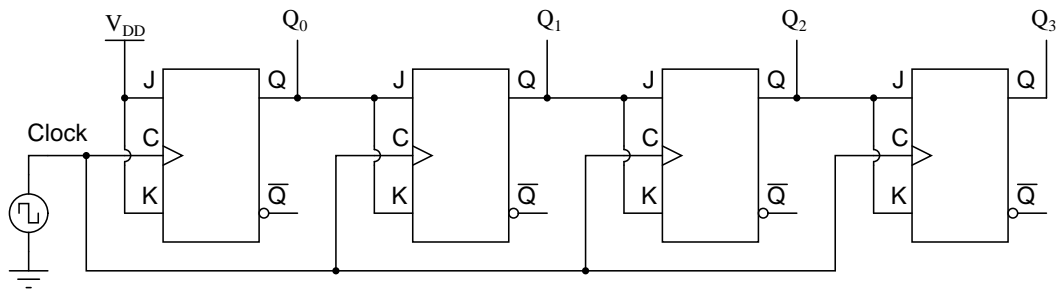 V_DD Q_0 Q_1 Q_2 Q_3
J Q J Q J Q J Q
Clock C C C C
K Q̅ K Q̅ K Q̅ K Q̅